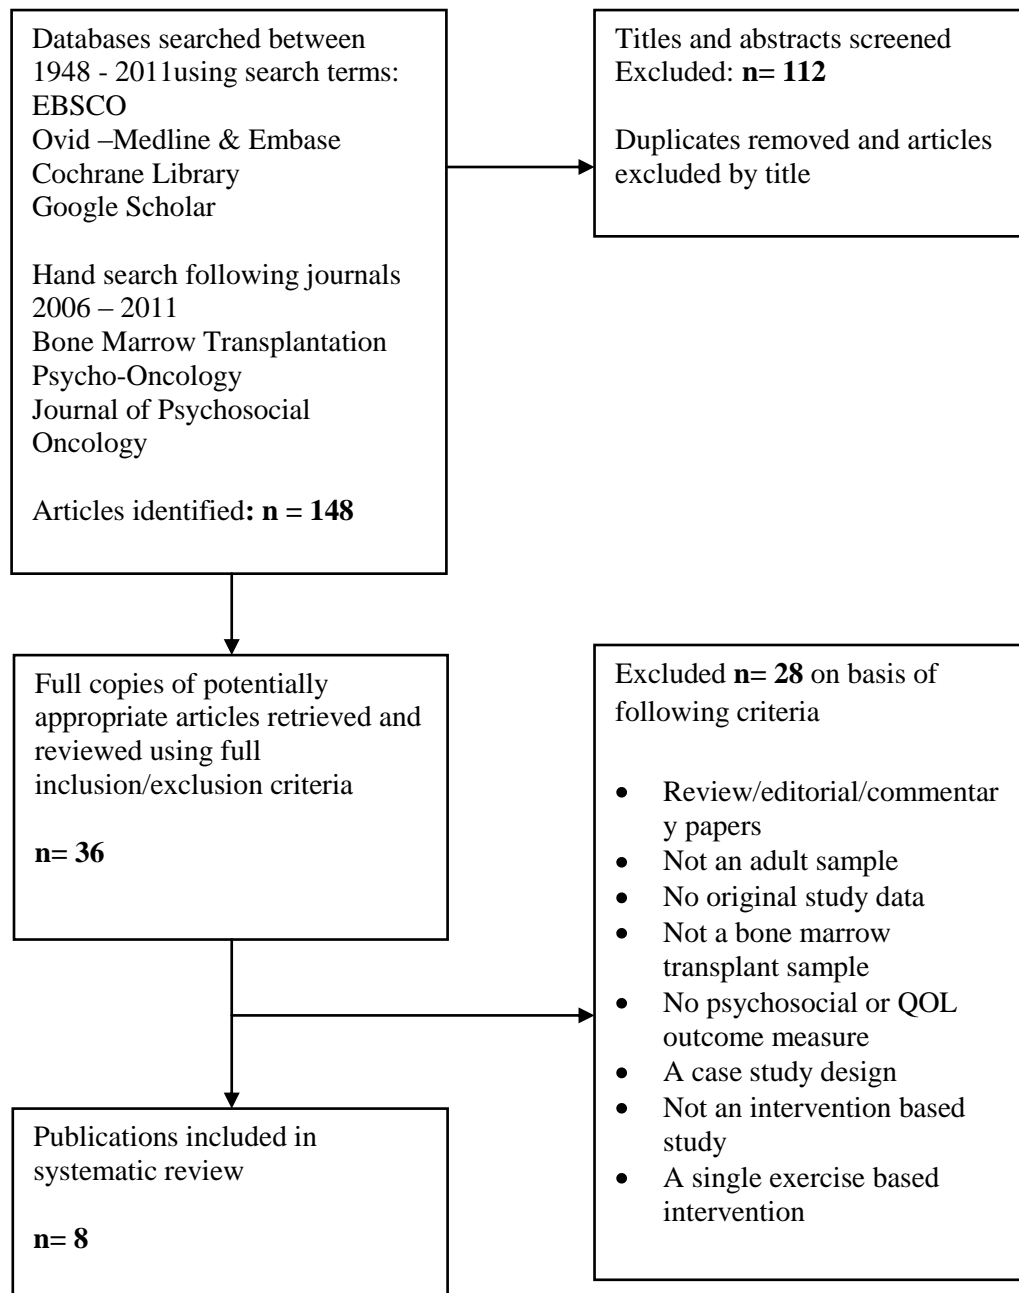 Databases searched between
1948 - 2011using search terms:
EBSCO
Ovid –Medline & Embase
Cochrane Library
Google Scholar
Hand search following journals
2006 – 2011
Bone Marrow Transplantation
Psycho-Oncology
Journal of Psychosocial
Oncology
Articles identified: n = 148
Titles and abstracts screened
Excluded: n= 112
Duplicates removed and articles
excluded by title
Full copies of potentially
appropriate articles retrieved and
reviewed using full
inclusion/exclusion criteria
n= 36
Excluded n= 28 on basis of
following criteria
• Review/editorial/commentar
y papers
• Not an adult sample
• No original study data
• Not a bone marrow
transplant sample
• No psychosocial or QOL
outcome measure
• A case study design
• Not an intervention based
study
• A single exercise based
intervention
Publications included in
systematic review
n= 8